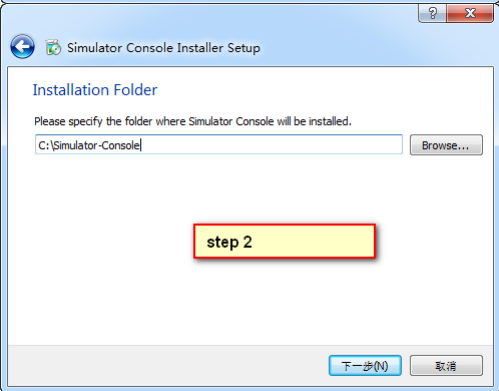 Simulator Console Installer Setup
Installation Folder
Please specify the folder where Simulator Console will be installed.
C:\Simulator-Console
Browse...
step 2
下一步(N)
取消